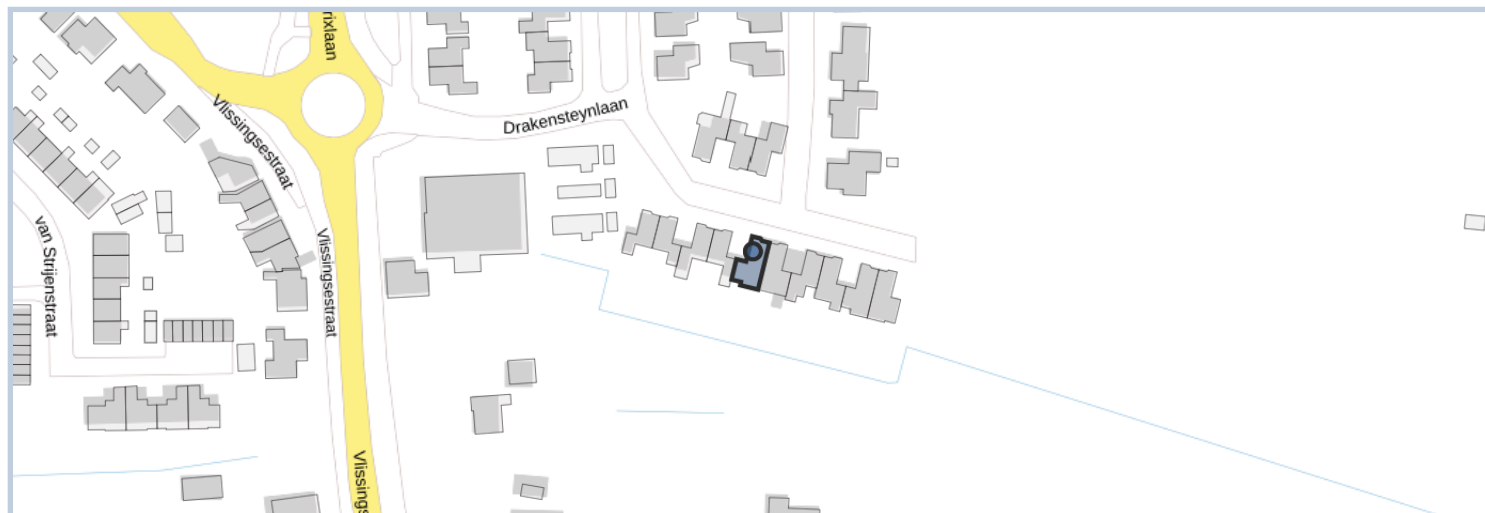 rixlaan
Vlissingsestraat
Drakensteynlaan
van Strijenstraat
Vlissingsestraat
Vlissings